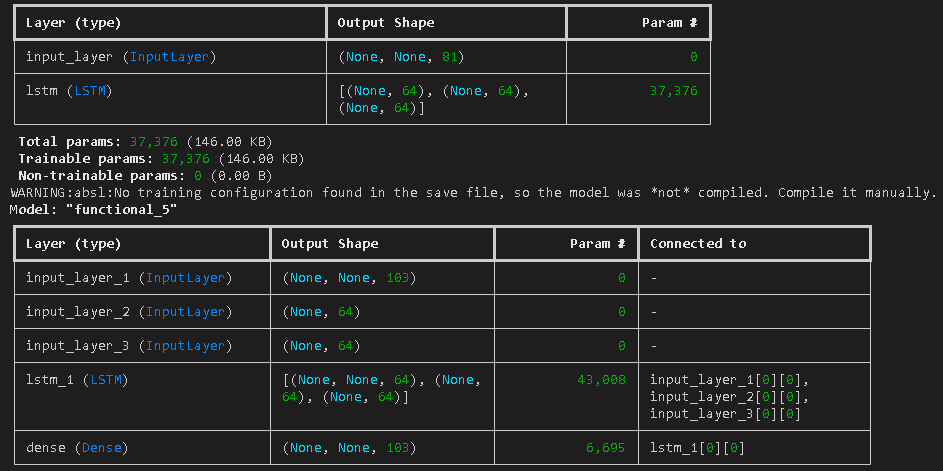 Layer (type) Output Shape Param #
input_layer (InputLayer) (None, None, 81) 0
lstm (LSTM) [(None, 64), (None, 64), 37,376
(None, 64)]
Total params: 37,376 (146.00 KB)
Trainable params: 37,376 (146.00 KB)
Non-trainable params: 0 (0.00 B)
WARNING:absl:No training configuration found in the save file, so the model was *not* compiled. Compile it manually.
Model: "functional_5"
Layer (type) Output Shape Param # Connected to
input_layer_1 (InputLayer) (None, None, 103) 0 -
input_layer_2 (InputLayer) (None, 64) 0 -
input_layer_3 (InputLayer) (None, 64) 0 -
lstm_1 (LSTM) [(None, None, 64), (None, 43,008 input_layer_1[0][0],
64), (None, 64)] input_layer_2[0][0],
input_layer_3[0][0]
dense (Dense) (None, None, 103) 6,695 lstm_1[0][0]